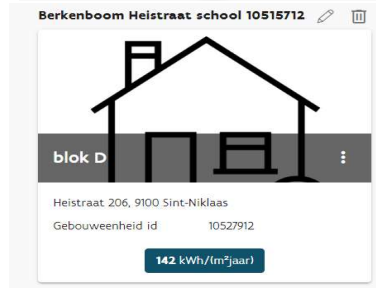 Berkenboom Heistraat school 10515712
blok D
Heistraat 206, 9100 Sint-Niklaas
Gebouweenheid id 10527912
142 kWh/(m²jaar)